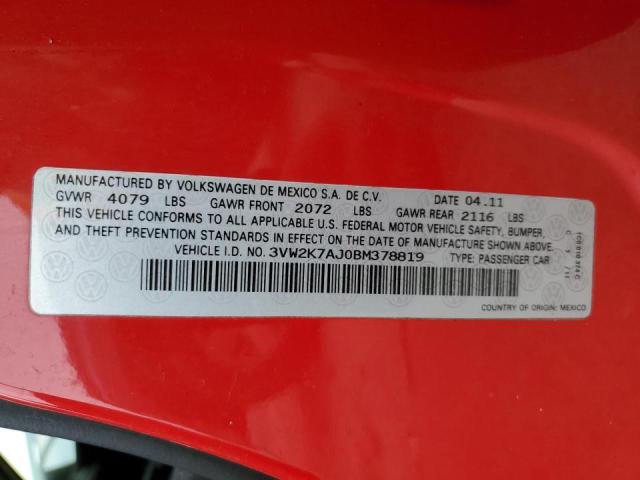 MANUFACTURED BY VOLKSWAGEN DE MEXICO S.A. DE C.V. DATE 04.11
GVWR 4079 LBS GAWR FRONT 2072 LBS GAWR REAR 2116 LBS
THIS VEHICLE CONFORMS TO ALL APPLICABLE U.S. FEDERAL MOTOR VEHICLE SAFETY, BUMPER,
AND THEFT PREVENTION STANDARDS IN EFFECT ON THE DATE OF MANUFACTURE SHOWN ABOVE.
VEHICLE I.D. NO. 3VW2K7AJ0BM378819 TYPE: PASSENGER CAR
COUNTRY OF ORIGIN: MEXICO